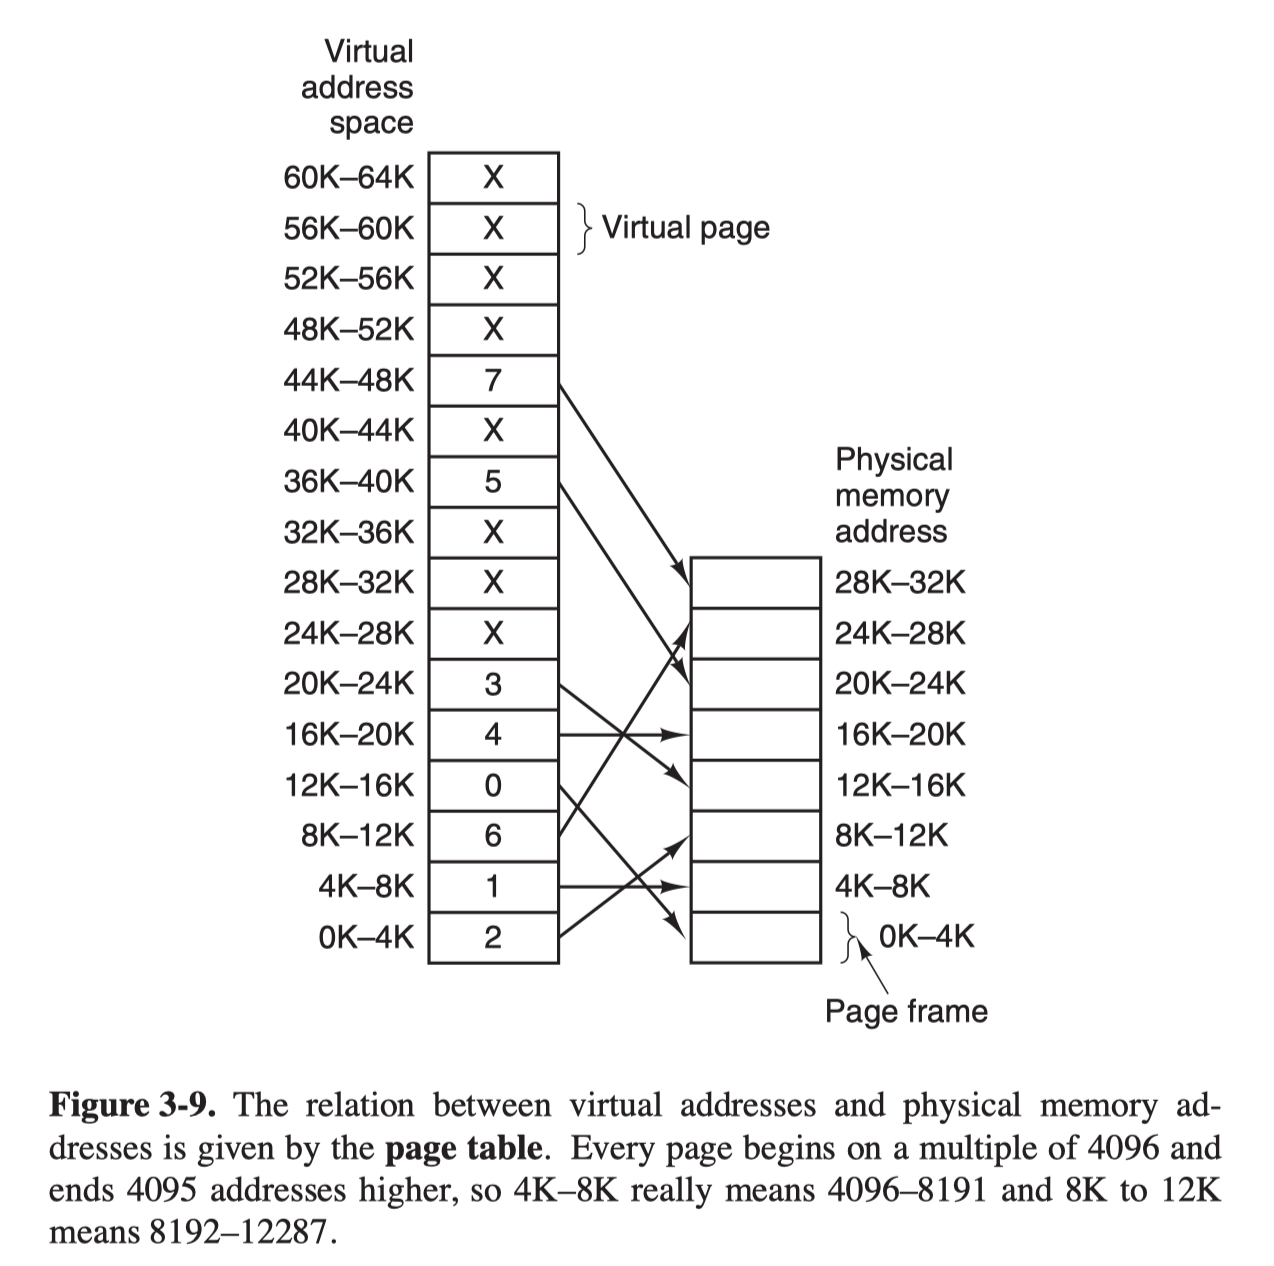 Virtual
address
space
60K–64K X
56K–60K X Virtual page
52K–56K X
48K–52K X
44K–48K 7
40K–44K X
36K–40K 5
Physical
memory
address
32K–36K X
28K–32K X 28K–32K
24K–28K X 24K–28K
20K–24K 3 20K–24K
16K–20K 4 16K–20K
12K–16K 0 12K–16K
8K–12K 6 8K–12K
4K–8K 1 4K–8K
0K–4K 2 0K–4K
Page frame
Figure 3-9. The relation between virtual addresses and physical memory ad-
dresses is given by the page table. Every page begins on a multiple of 4096 and
ends 4095 addresses higher, so 4K–8K really means 4096–8191 and 8K to 12K
means 8192–12287.